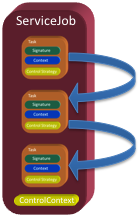 ServiceJob
Task
Signature
Context
Control Strategy
Task
Signature
Context
Control Strategy
Task
Signature
Context
Control Strategy
ControlContext